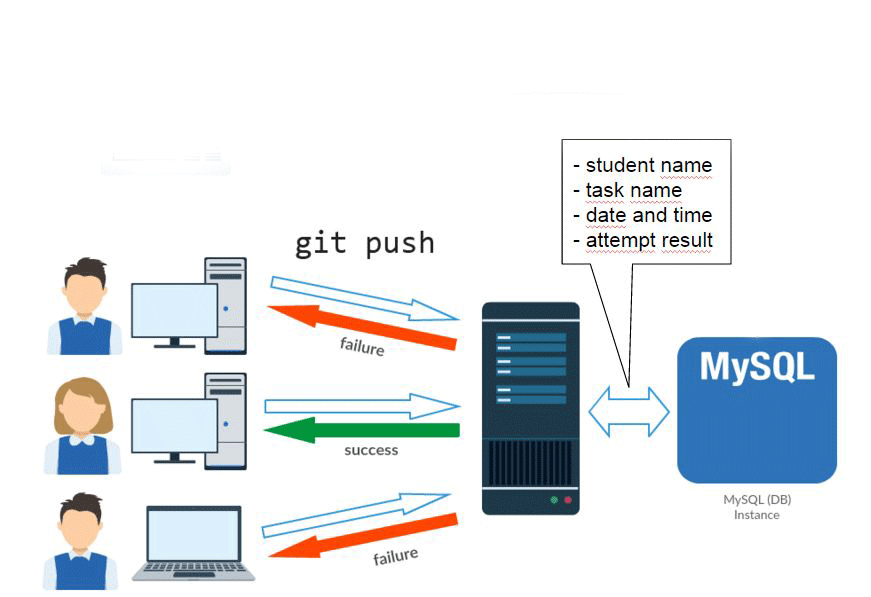 - student name
- task name
- date and time
- attempt result
git push
failure
MySQL
success
MySQL (DB)
Instance
failure